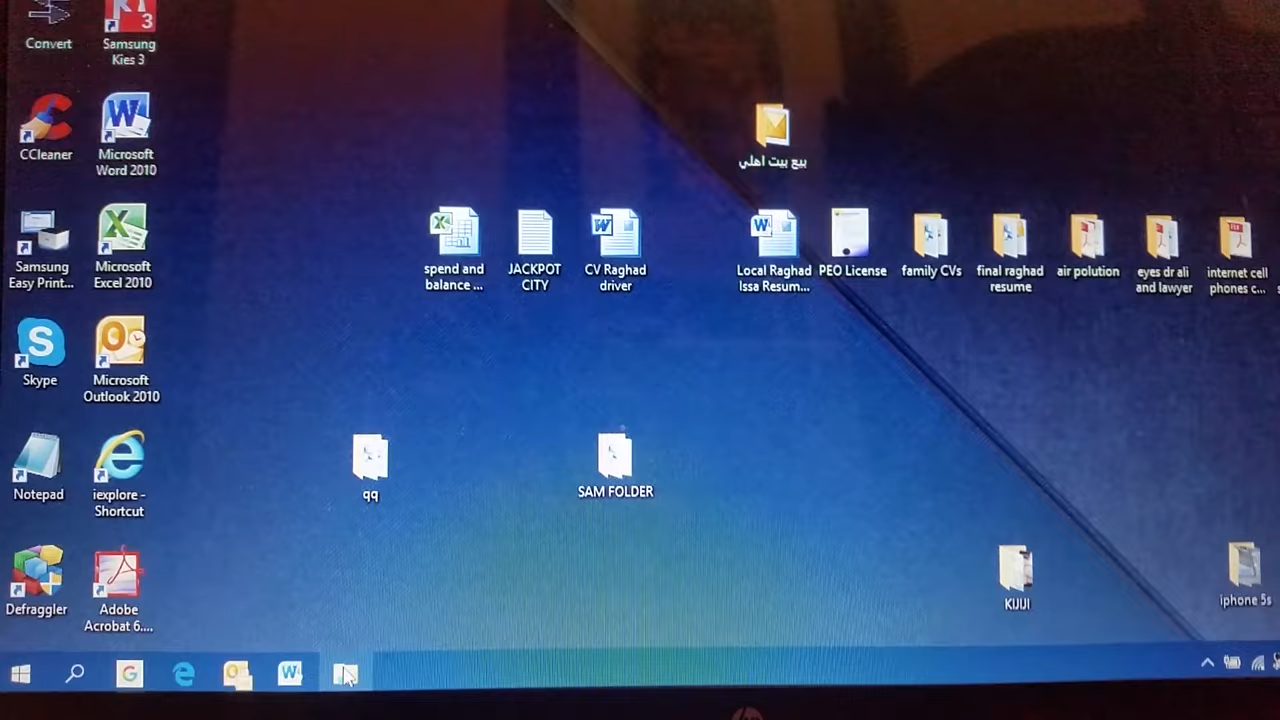 Convert
Samsung
Kies 3
CCleaner
Microsoft
Word 2010
بيع بيت اهلي
Samsung
Easy Print...
Microsoft
Excel 2010
spend and
balance ...
JACKPOT
CITY
CV Raghad
driver
Local Raghad
Issa Resum...
PEO License
family CVs
final raghad
resume
air polution
eyes dr ali
and lawyer
internet cell
phones c...
Skype
Microsoft
Outlook 2010
Notepad
iexplore -
Shortcut
qq
SAM FOLDER
Defraggler
Adobe
Acrobat 6....
KIJIJI
iphone 5s